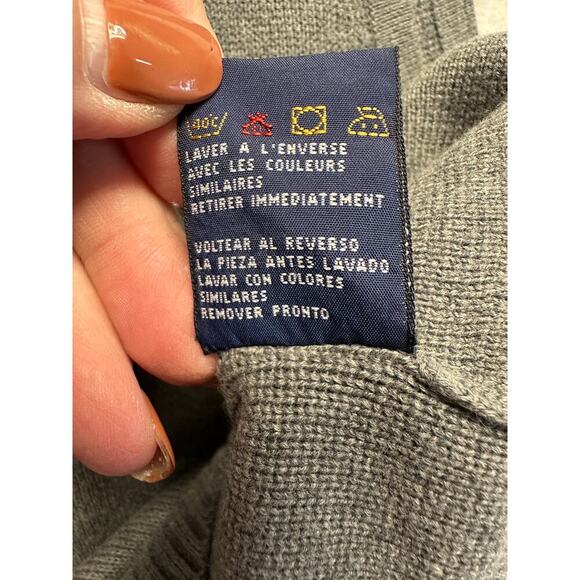 40C
LAVER A L'ENVERSE
AVEC LES COULEURS
SIMILAIRES
RETIRER IMMEDIATEMENT
VOLTEAR AL REVERSO
LA PIEZA ANTES LAVADO
LAVAR CON COLORES
SIMILARES
REMOVER PRONTO